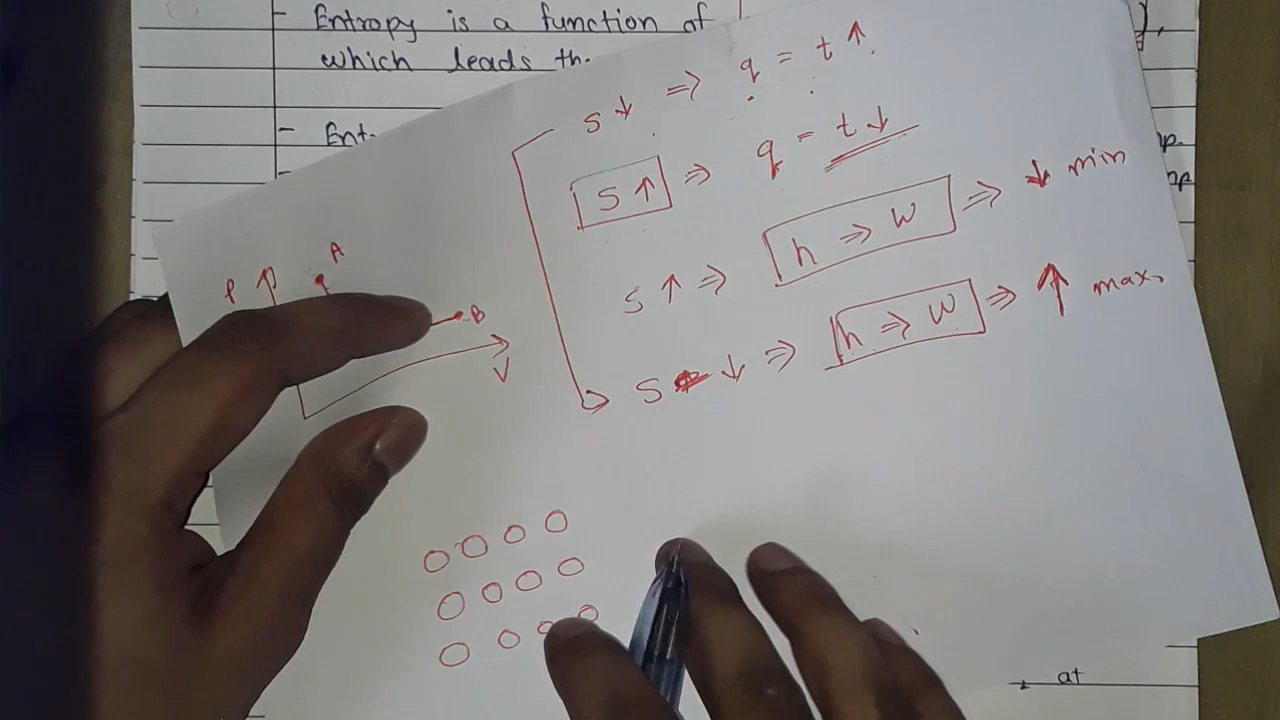 - Entropy is a function of
which leads th
- Ent
s ↓ ⇒ q = t ↑
s ↑ ⇒ q = t ↓
s ↑ ⇒ h ⇒ w ⇒ ↓ min
s ↓ ⇒ h ⇒ w ⇒ ↑ max,
P
A
B
V
at